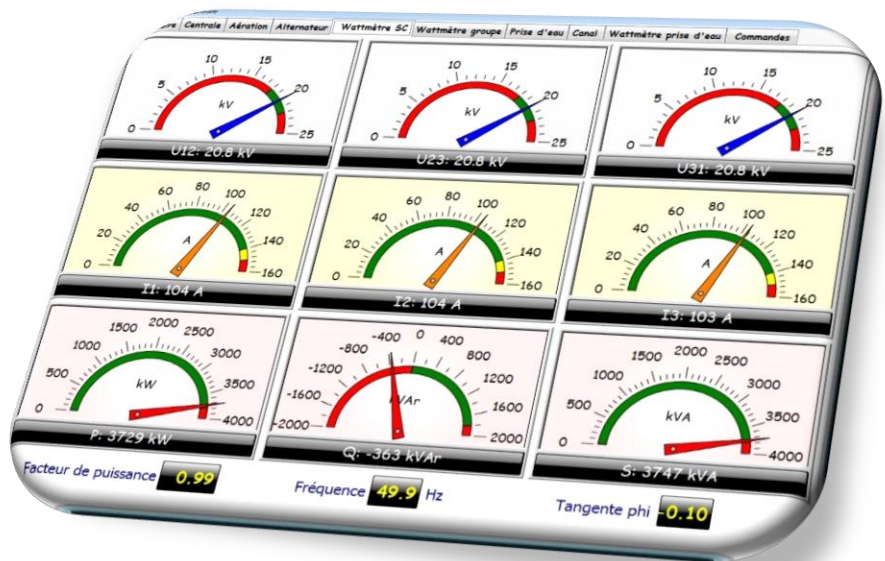 Centrale Aération Alternateur Wattmètre SC Wattmètre groupe Prise d'eau Canal Wattmètre prise d'eau Commandes
0 5 10 15 20 25
kV
U12: 20.8 kV
0 5 10 15 20 25
kV
U23: 20.8 kV
0 5 10 15 20 25
kV
U31: 20.8 kV
0 20 40 60 80 100 120 140 160
A
I1: 104 A
0 20 40 60 80 100 120 140 160
A
I2: 104 A
0 20 40 60 80 100 120 140 160
A
I3: 103 A
0 500 1000 1500 2000 2500 3000 3500 4000
kW
P: 3729 kW
-2000 -1600 -1200 -800 -400 0 400 800 1200 1600 2000
kVAr
Q: -363 kVAr
0 500 1000 1500 2000 2500 3000 3500 4000
kVA
S: 3747 kVA
Facteur de puissance 0.99
Fréquence 49.9 Hz
Tangente phi -0.10